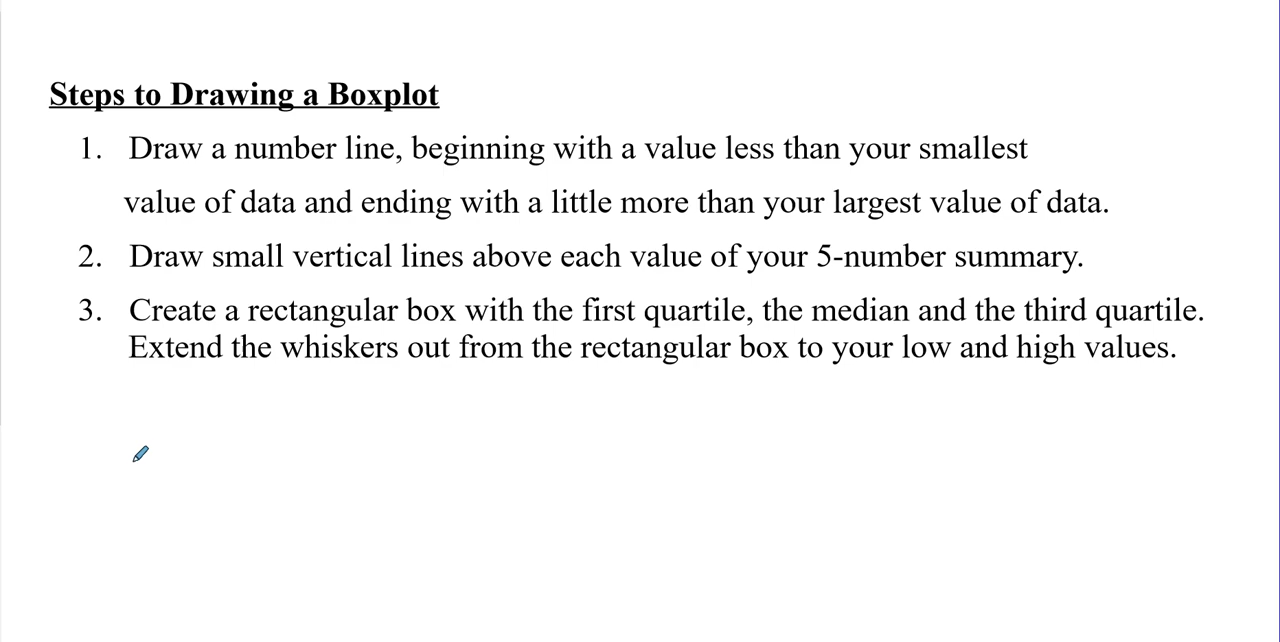 Steps to Drawing a Boxplot
1. Draw a number line, beginning with a value less than your smallest
value of data and ending with a little more than your largest value of data.
2. Draw small vertical lines above each value of your 5-number summary.
3. Create a rectangular box with the first quartile, the median and the third quartile.
Extend the whiskers out from the rectangular box to your low and high values.